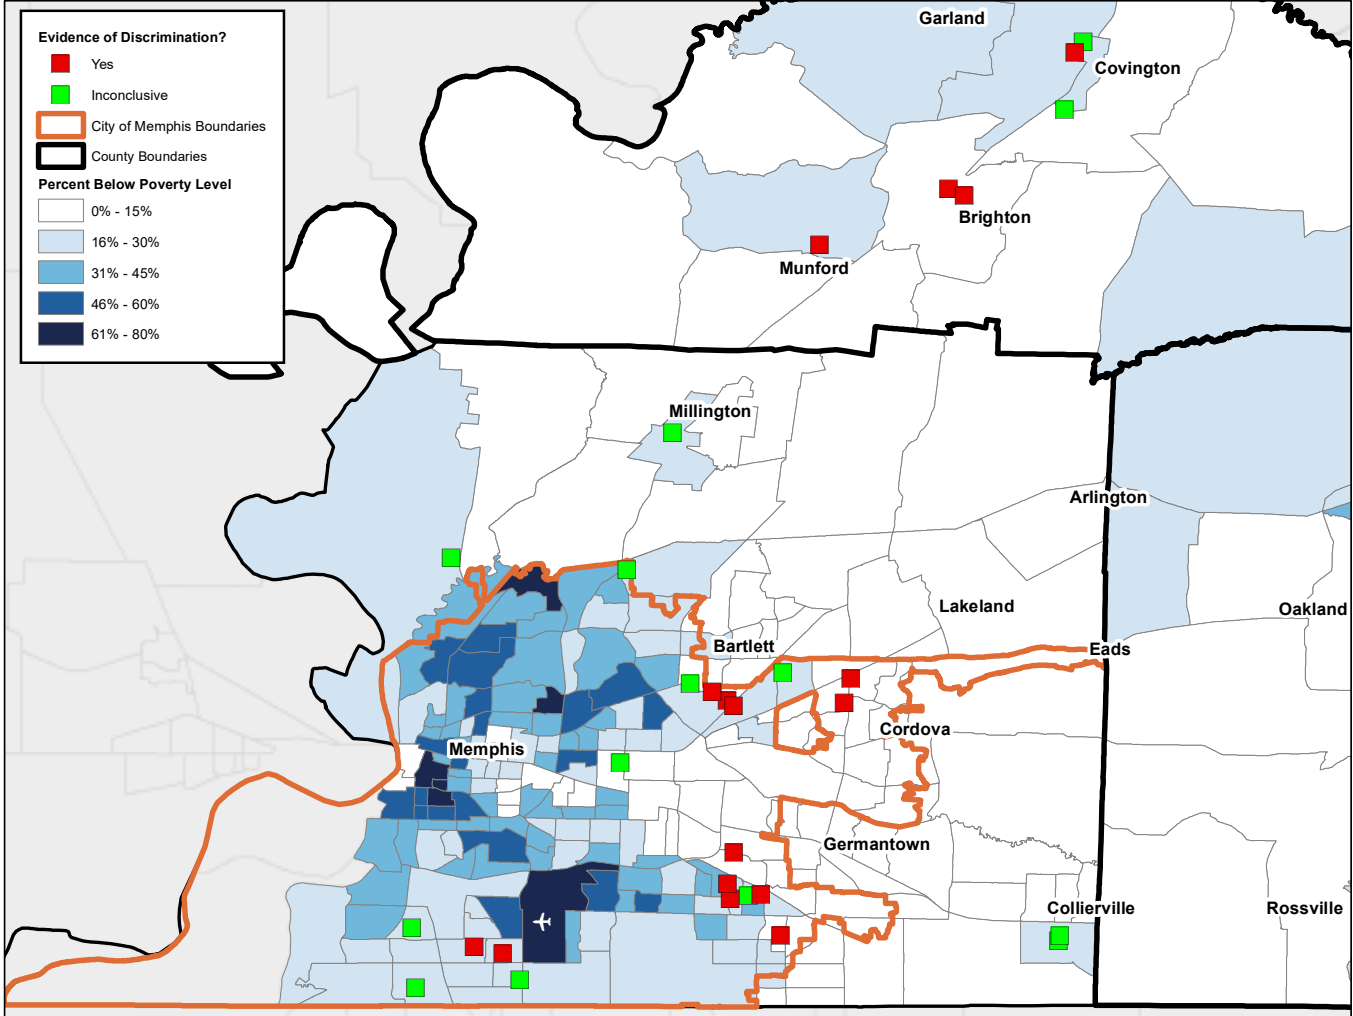 Evidence of Discrimination?
Yes
Inconclusive
City of Memphis Boundaries
County Boundaries
Percent Below Poverty Level
0% - 15%
16% - 30%
31% - 45%
46% - 60%
61% - 80%
Garland
Covington
Brighton
Munford
Millington
Arlington
Lakeland
Oakland
Bartlett
Eads
Cordova
Memphis
Germantown
Collierville
Rossville